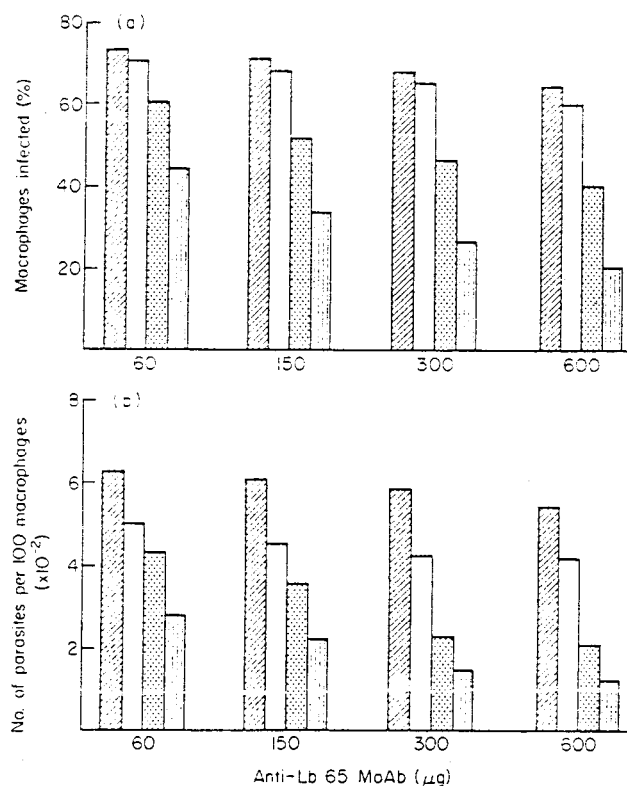 (a)
Macrophages infected (%)
80
60
40
20
60 150 300 600
(b)
No. of parasites per 100 macrophages
(x10⁻²)
8
6
4
2
60 150 300 600
Anti-Lb 65 MoAb (μg)